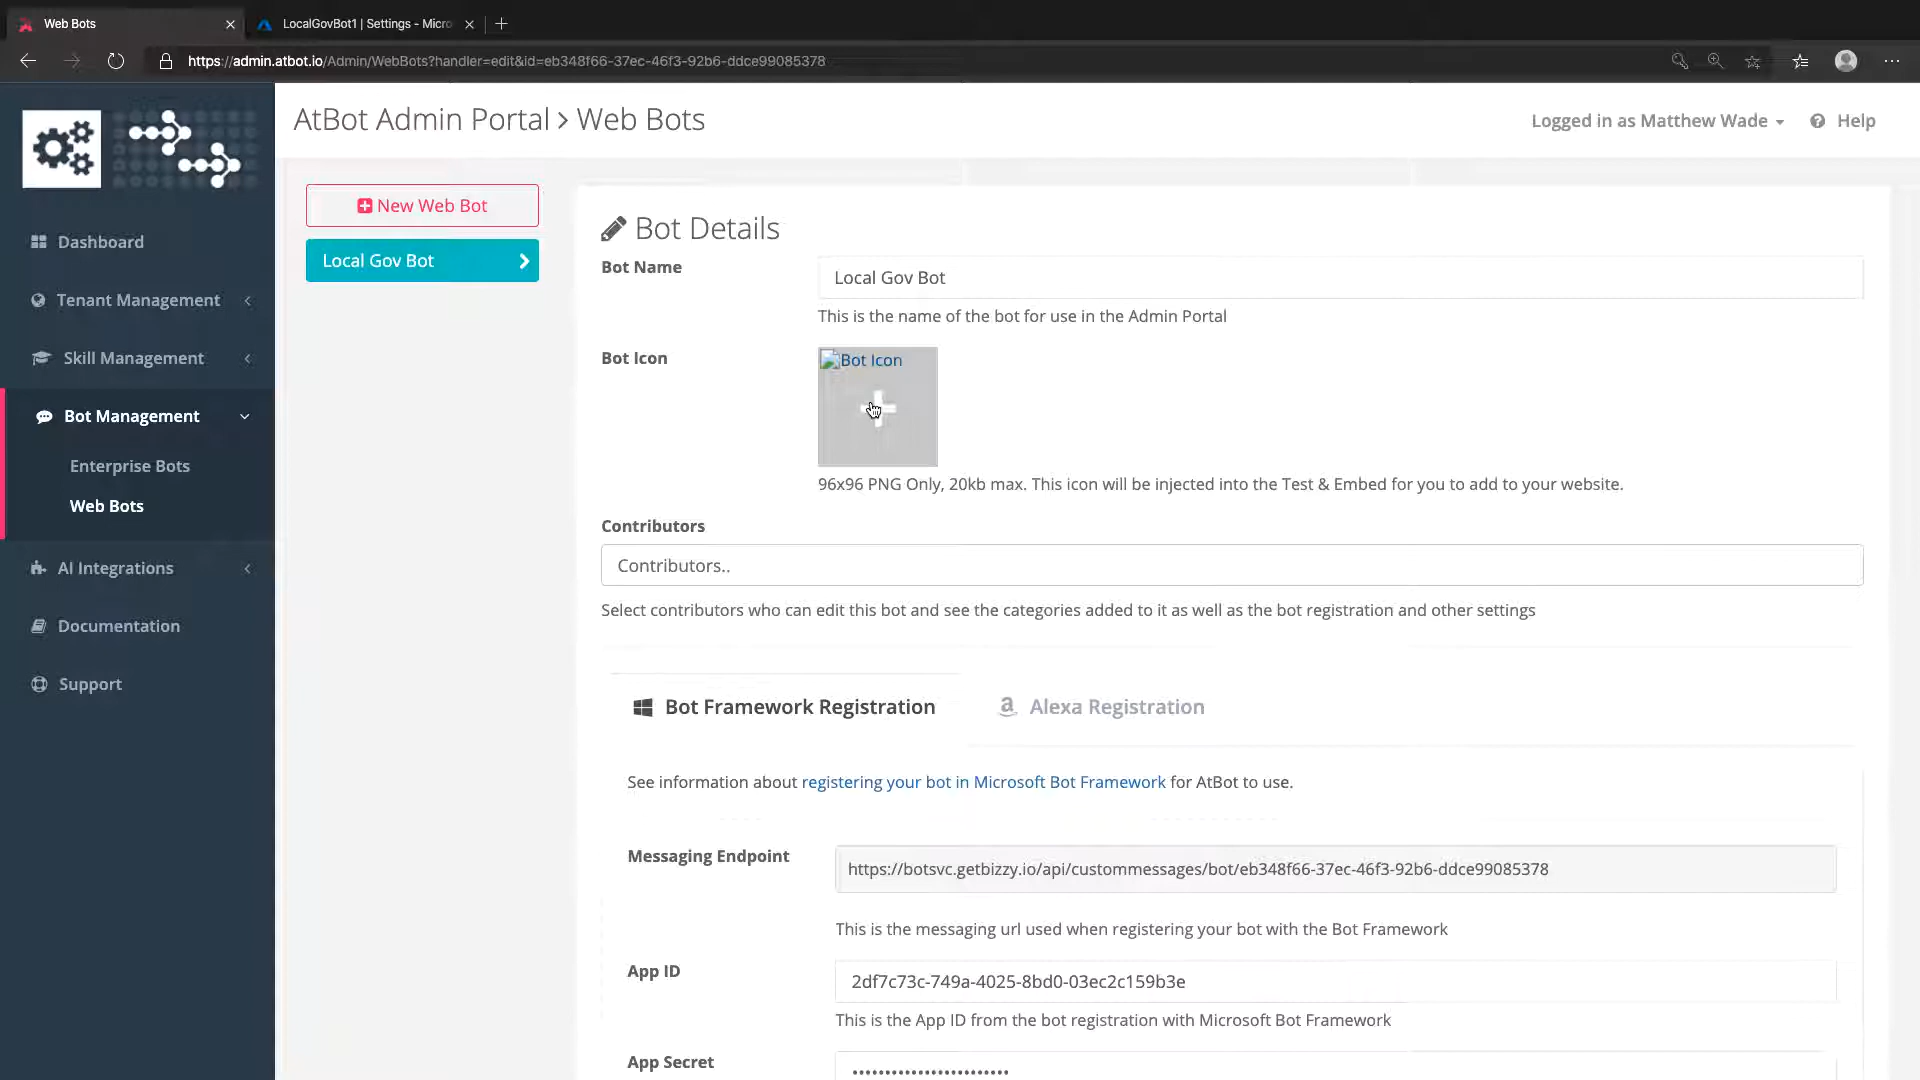 Web Bots
LocalGovBot1 | Settings - Micro
https://admin.atbot.io/Admin/WebBots?handler=edit&id=eb348f66-37ec-46f3-92b6-ddce99085378
AtBot Admin Portal > Web Bots
Logged in as Matthew Wade
Help
Dashboard
Tenant Management
Skill Management
Bot Management
Enterprise Bots
Web Bots
AI Integrations
Documentation
Support
New Web Bot
Local Gov Bot
Bot Details
Bot Name
Local Gov Bot
This is the name of the bot for use in the Admin Portal
Bot Icon
Bot Icon
96x96 PNG Only, 20kb max. This icon will be injected into the Test & Embed for you to add to your website.
Contributors
Contributors..
Select contributors who can edit this bot and see the categories added to it as well as the bot registration and other settings
Bot Framework Registration
Alexa Registration
See information about registering your bot in Microsoft Bot Framework for AtBot to use.
Messaging Endpoint
https://botsvc.getbizzy.io/api/custommessages/bot/eb348f66-37ec-46f3-92b6-ddce99085378
This is the messaging url used when registering your bot with the Bot Framework
App ID
2df7c73c-749a-4025-8bd0-03ec2c159b3e
This is the App ID from the bot registration with Microsoft Bot Framework
App Secret